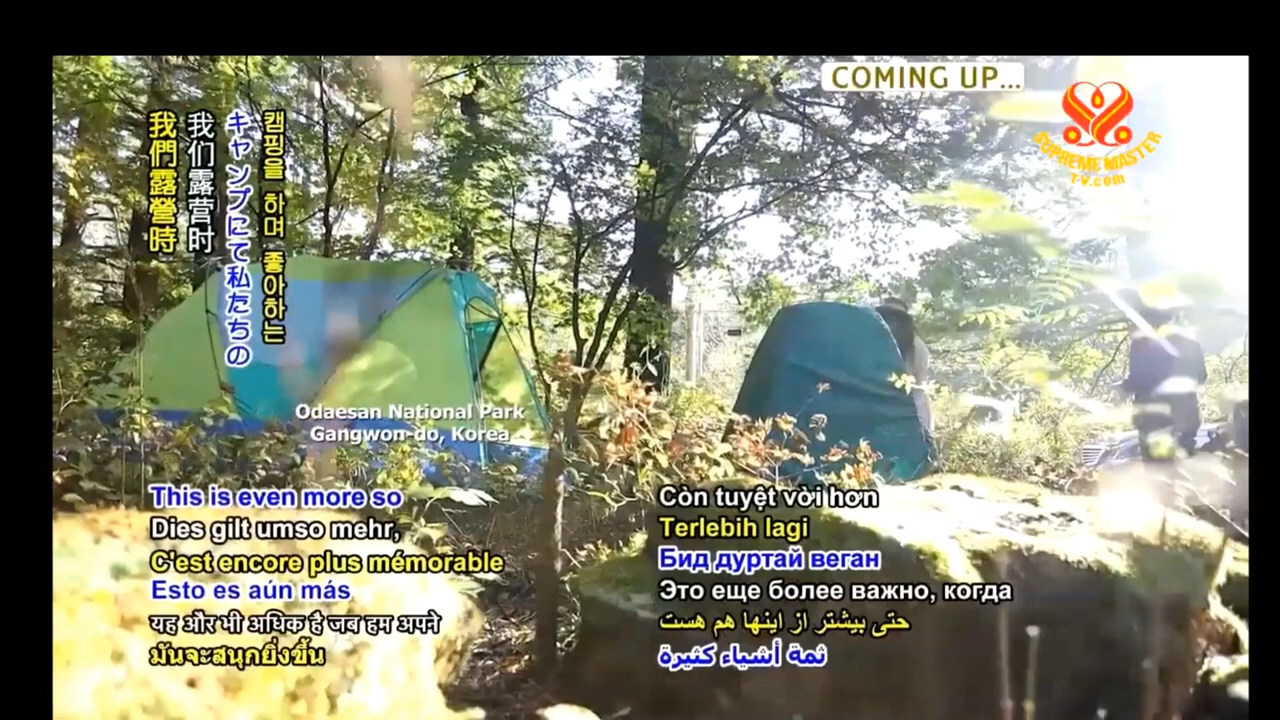 COMING UP...
SUPREME MASTER
TV.com
캠핑을 하며 좋아하는
キャンプにて私たちの
我们露营时
我們露營時
Odaesan National Park
Gangwon-do, Korea
This is even more so
Dies gilt umso mehr,
C'est encore plus mémorable
Esto es aún más
यह और भी अधिक है जब हम अपने
มันจะสนุกยิ่งขึ้น
Còn tuyệt vời hơn
Terlebih lagi
Бид дуртай веган
Это еще более важно, когда
حتی بیشتر از اینها هم هست
ثمة أشياء كثيرة